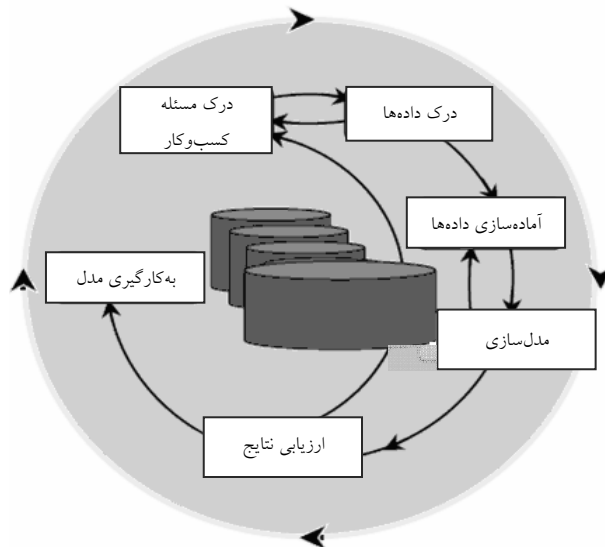 درک مسئله
کسب‌وکار
درک داده‌ها
آماده‌سازی داده‌ها
مدل‌سازی
ارزیابی نتایج
به‌کارگیری مدل